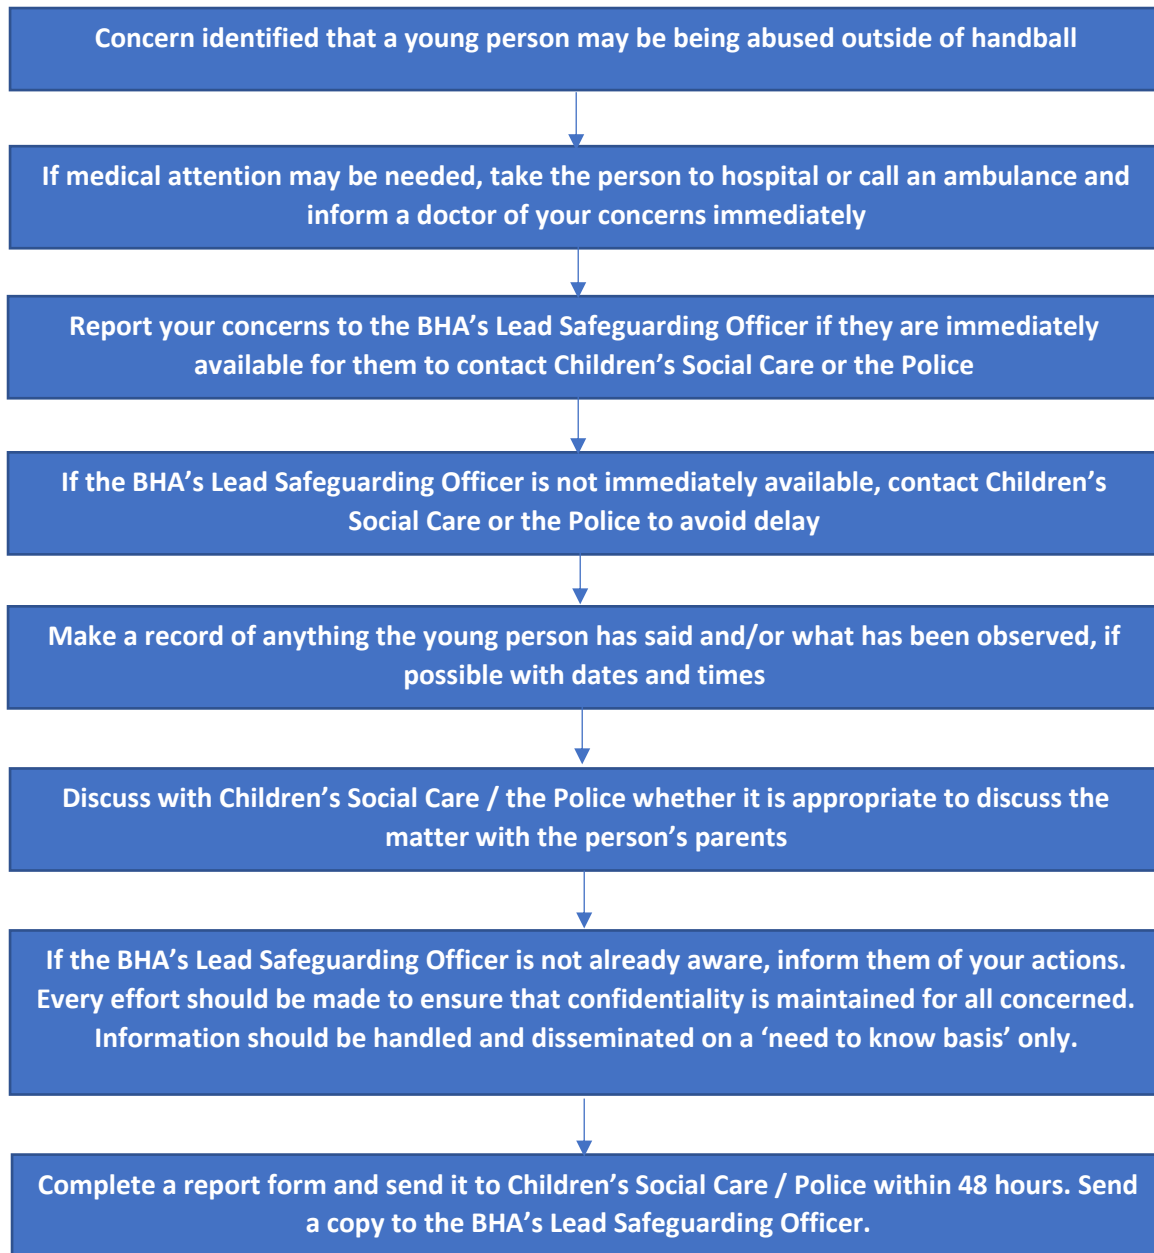 Concern identified that a young person may be being abused outside of handball
If medical attention may be needed, take the person to hospital or call an ambulance and
inform a doctor of your concerns immediately
Report your concerns to the BHA’s Lead Safeguarding Officer if they are immediately
available for them to contact Children’s Social Care or the Police
If the BHA’s Lead Safeguarding Officer is not immediately available, contact Children’s
Social Care or the Police to avoid delay
Make a record of anything the young person has said and/or what has been observed, if
possible with dates and times
Discuss with Children’s Social Care / the Police whether it is appropriate to discuss the
matter with the person’s parents
If the BHA’s Lead Safeguarding Officer is not already aware, inform them of your actions.
Every effort should be made to ensure that confidentiality is maintained for all concerned.
Information should be handled and disseminated on a ‘need to know basis’ only.
Complete a report form and send it to Children’s Social Care / Police within 48 hours. Send
a copy to the BHA’s Lead Safeguarding Officer.